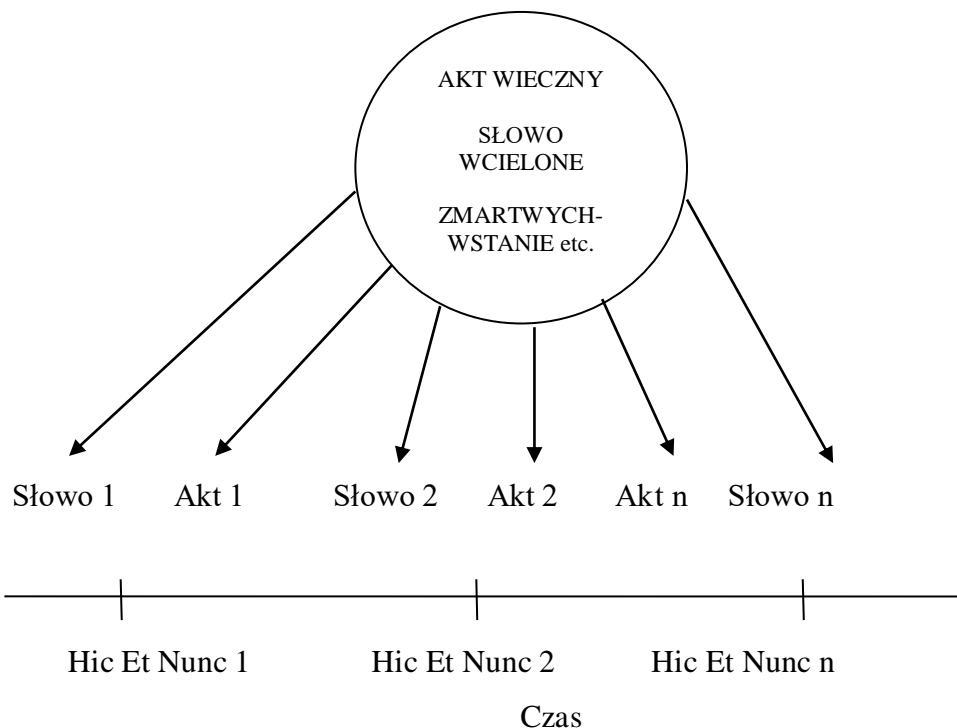 AKT WIECZNY
SŁOWO
WCIELONE
ZMARTWYCH-
WSTANIE etc.
Słowo 1 Akt 1 Słowo 2 Akt 2 Akt n Słowo n
Hic Et Nunc 1 Hic Et Nunc 2 Hic Et Nunc n
Czas